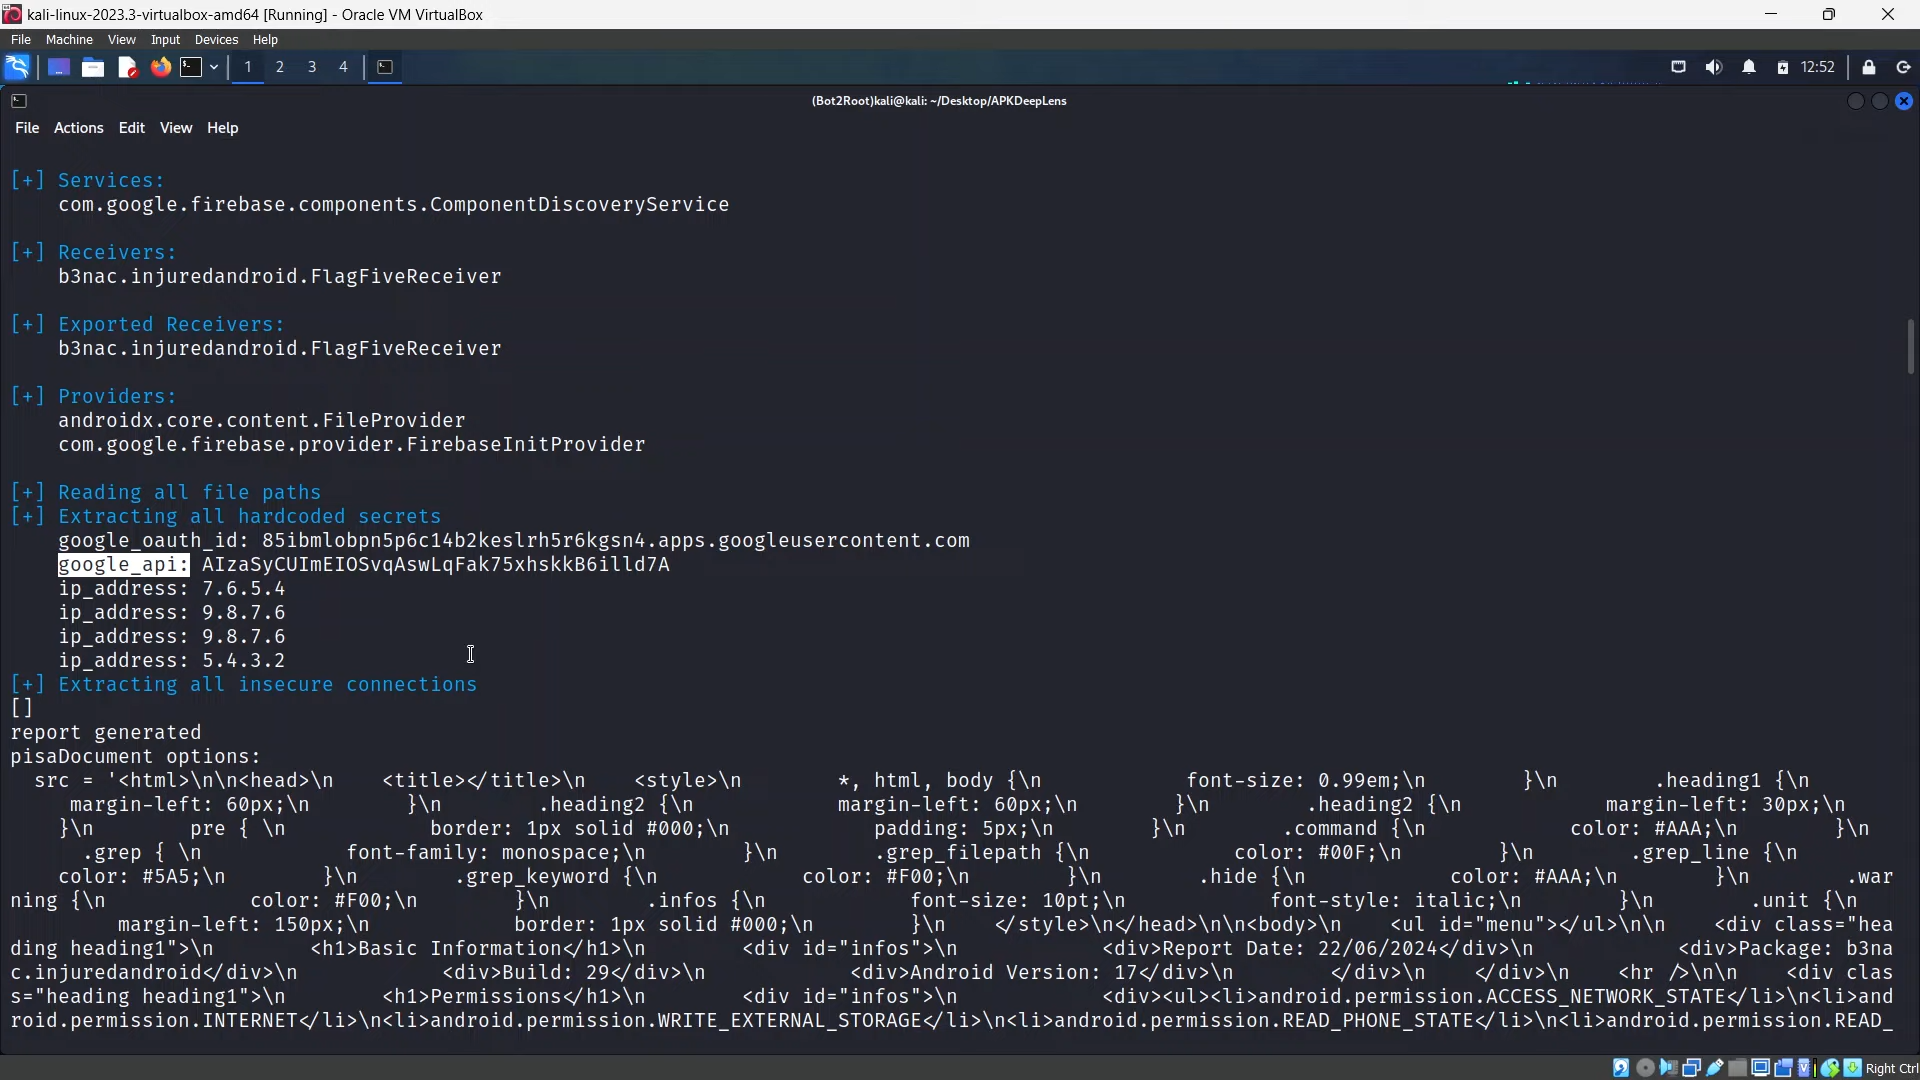 kali-linux-2023.3-virtualbox-amd64 [Running] - Oracle VM VirtualBox
File Machine View Input Devices Help
1 2 3 4
12:52
(Bot2Root)kali@kali: ~/Desktop/APKDeepLens
File Actions Edit View Help
[+] Services:
com.google.firebase.components.ComponentDiscoveryService
[+] Receivers:
b3nac.injuredandroid.FlagFiveReceiver
[+] Exported Receivers:
b3nac.injuredandroid.FlagFiveReceiver
[+] Providers:
androidx.core.content.FileProvider
com.google.firebase.provider.FirebaseInitProvider
[+] Reading all file paths
[+] Extracting all hardcoded secrets
google_oauth_id: 85ibmlobpn5p6c14b2keslrh5r6kgsn4.apps.googleusercontent.com
google_api: AIzaSyCUImEIOSvqAswLqFak75xhskkB6illd7A
ip_address: 7.6.5.4
ip_address: 9.8.7.6
ip_address: 9.8.7.6
ip_address: 5.4.3.2
[+] Extracting all insecure connections
[]
report generated
pisaDocument options:
src = '<html>\n\n<head>\n    <title></title>\n    <style>\n        *, html, body {\n            font-size: 0.99em;\n        }\n        .heading1 {\n
margin-left: 60px;\n        }\n        .heading2 {\n            margin-left: 60px;\n        }\n        .heading2 {\n            margin-left: 30px;\n
}\n        pre { \n            border: 1px solid #000;\n            padding: 5px;\n        }\n        .command {\n            color: #AAA;\n        }\n
.grep { \n            font-family: monospace;\n        }\n        .grep_filepath {\n            color: #00F;\n        }\n        .grep_line {\n
color: #5A5;\n        }\n        .grep_keyword {\n            color: #F00;\n        }\n        .hide {\n            color: #AAA;\n        }\n        .war
ning {\n            color: #F00;\n        }\n        .infos {\n            font-size: 10pt;\n            font-style: italic;\n        }\n        .unit {\n
margin-left: 150px;\n            border: 1px solid #000;\n        }\n    </style>\n</head>\n\n<body>\n    <ul id="menu"></ul>\n\n    <div class="hea
ding heading1">\n        <h1>Basic Information</h1>\n        <div id="infos">\n            <div>Report Date: 22/06/2024</div>\n            <div>Package: b3na
c.injuredandroid</div>\n            <div>Build: 29</div>\n            <div>Android Version: 17</div>\n        </div>\n    </div>\n    <hr />\n\n    <div clas
s="heading heading1">\n        <h1>Permissions</h1>\n        <div id="infos">\n            <div><ul><li>android.permission.ACCESS_NETWORK_STATE</li>\n<li>and
roid.permission.INTERNET</li>\n<li>android.permission.WRITE_EXTERNAL_STORAGE</li>\n<li>android.permission.READ_PHONE_STATE</li>\n<li>android.permission.READ_
Right Ctrl